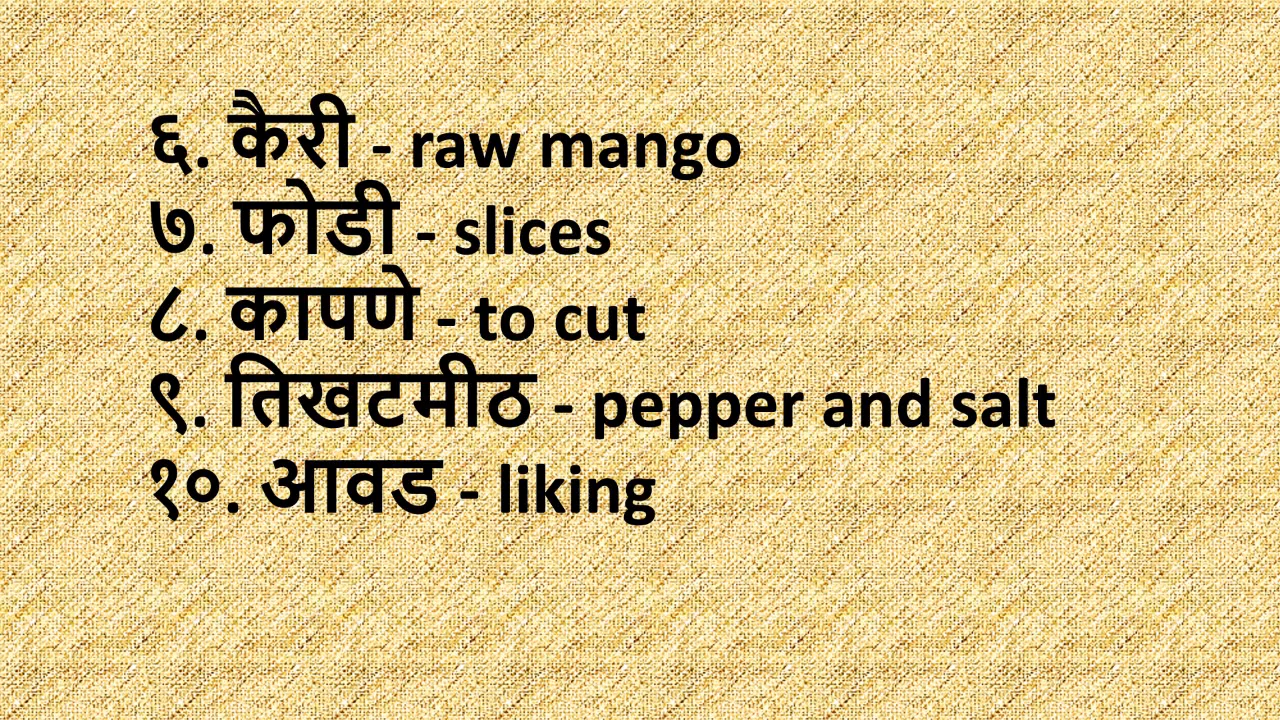 ६. कैरी - raw mango
७. फोडी - slices
८. कापणे - to cut
९. तिखटमीठ - pepper and salt
१०. आवड - liking